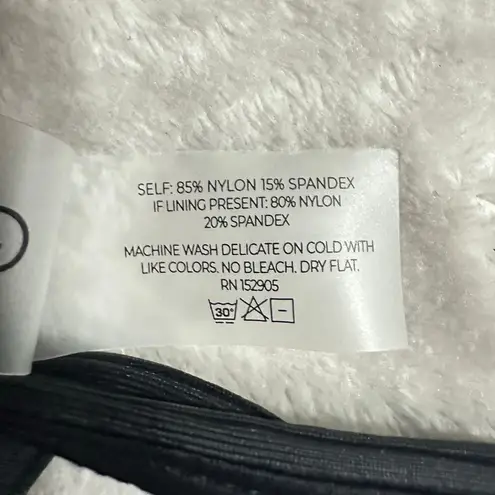 SELF: 85% NYLON 15% SPANDEX
IF LINING PRESENT: 80% NYLON
20% SPANDEX
MACHINE WASH DELICATE ON COLD WITH
LIKE COLORS. NO BLEACH. DRY FLAT.
RN 152905
30°